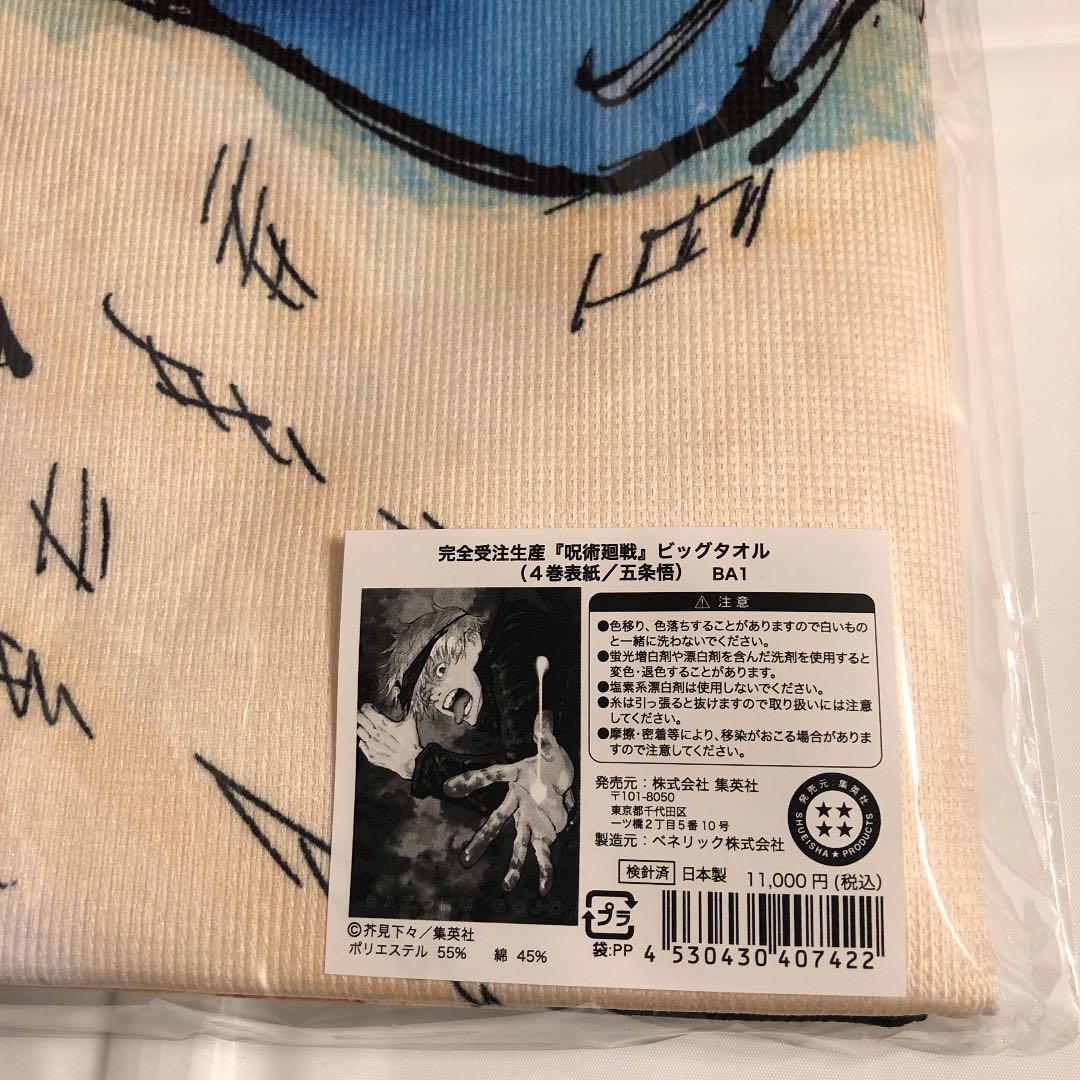 完全受注生産『呪術廻戦』ビッグタオル
（４巻表紙／五条悟） BA1
⚠ 注意
●色移り、色落ちすることがありますので白いもの
と一緒に洗わないでください。
●蛍光増白剤や漂白剤を含んだ洗剤を使用すると
変色・退色することがあります。
●塩素系漂白剤は使用しないでください。
●糸は引っ張ると抜けますので取り扱いには注意
してください。
●摩擦・密着等により、移染がおこる場合がありま
すので注意してください。
SATORU GOJO
©芥見下々／集英社
ポリエステル 55% 綿 45%
発売元：株式会社 集英社
〒101-8050
東京都千代田区
一ツ橋２丁目５番１０号
製造元：ベネリック株式会社
発売元：集英社
SHUEISHA★PRODUCTS
検針済 日本製 11,000円(税込)
プラ
袋:PP
4 530430 407422